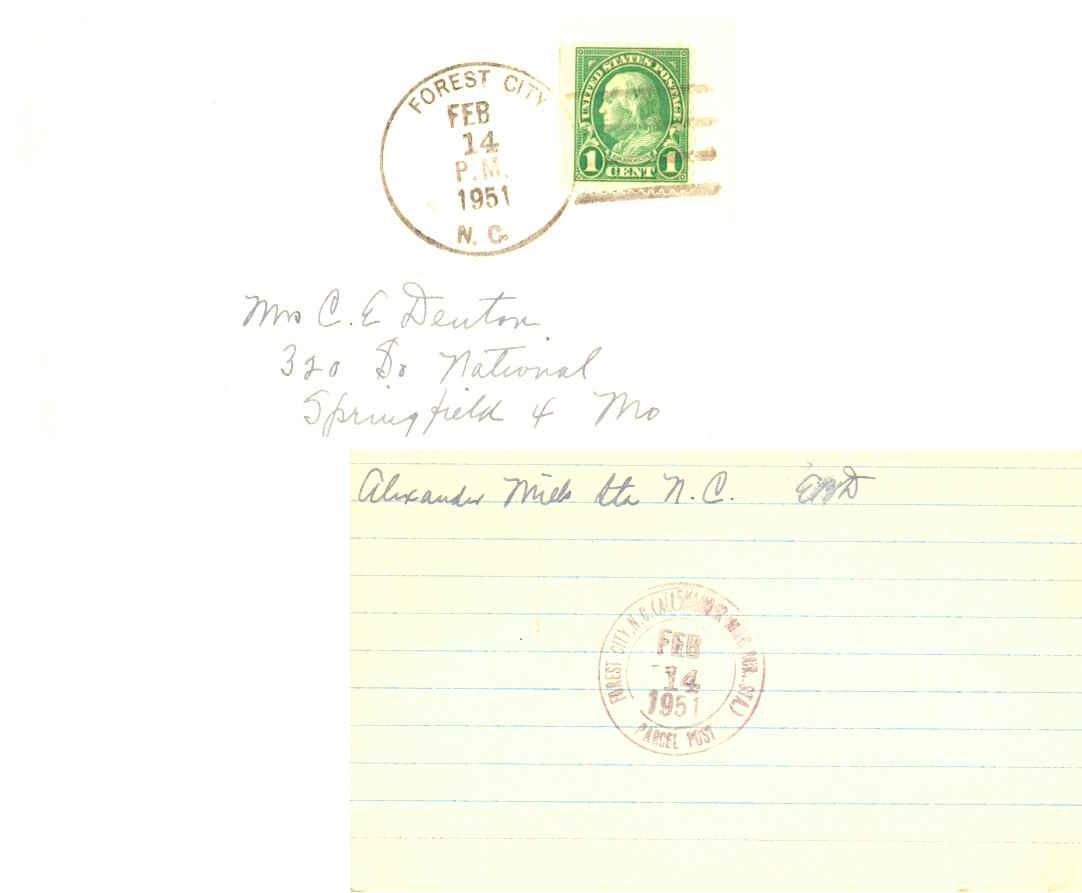 FOREST CITY
FEB
14
P.M.
1951
N. C.
UNITED STATES POSTAGE
1 CENT 1
Mrs C. E Denton
320 So National
Springfield 4 Mo
Alexander Mills Sta N. C. EBD
FOREST CITY, N. C. (ALEXANDER MILLS RUR. STA.)
FEB
14
1951
PARCEL POST